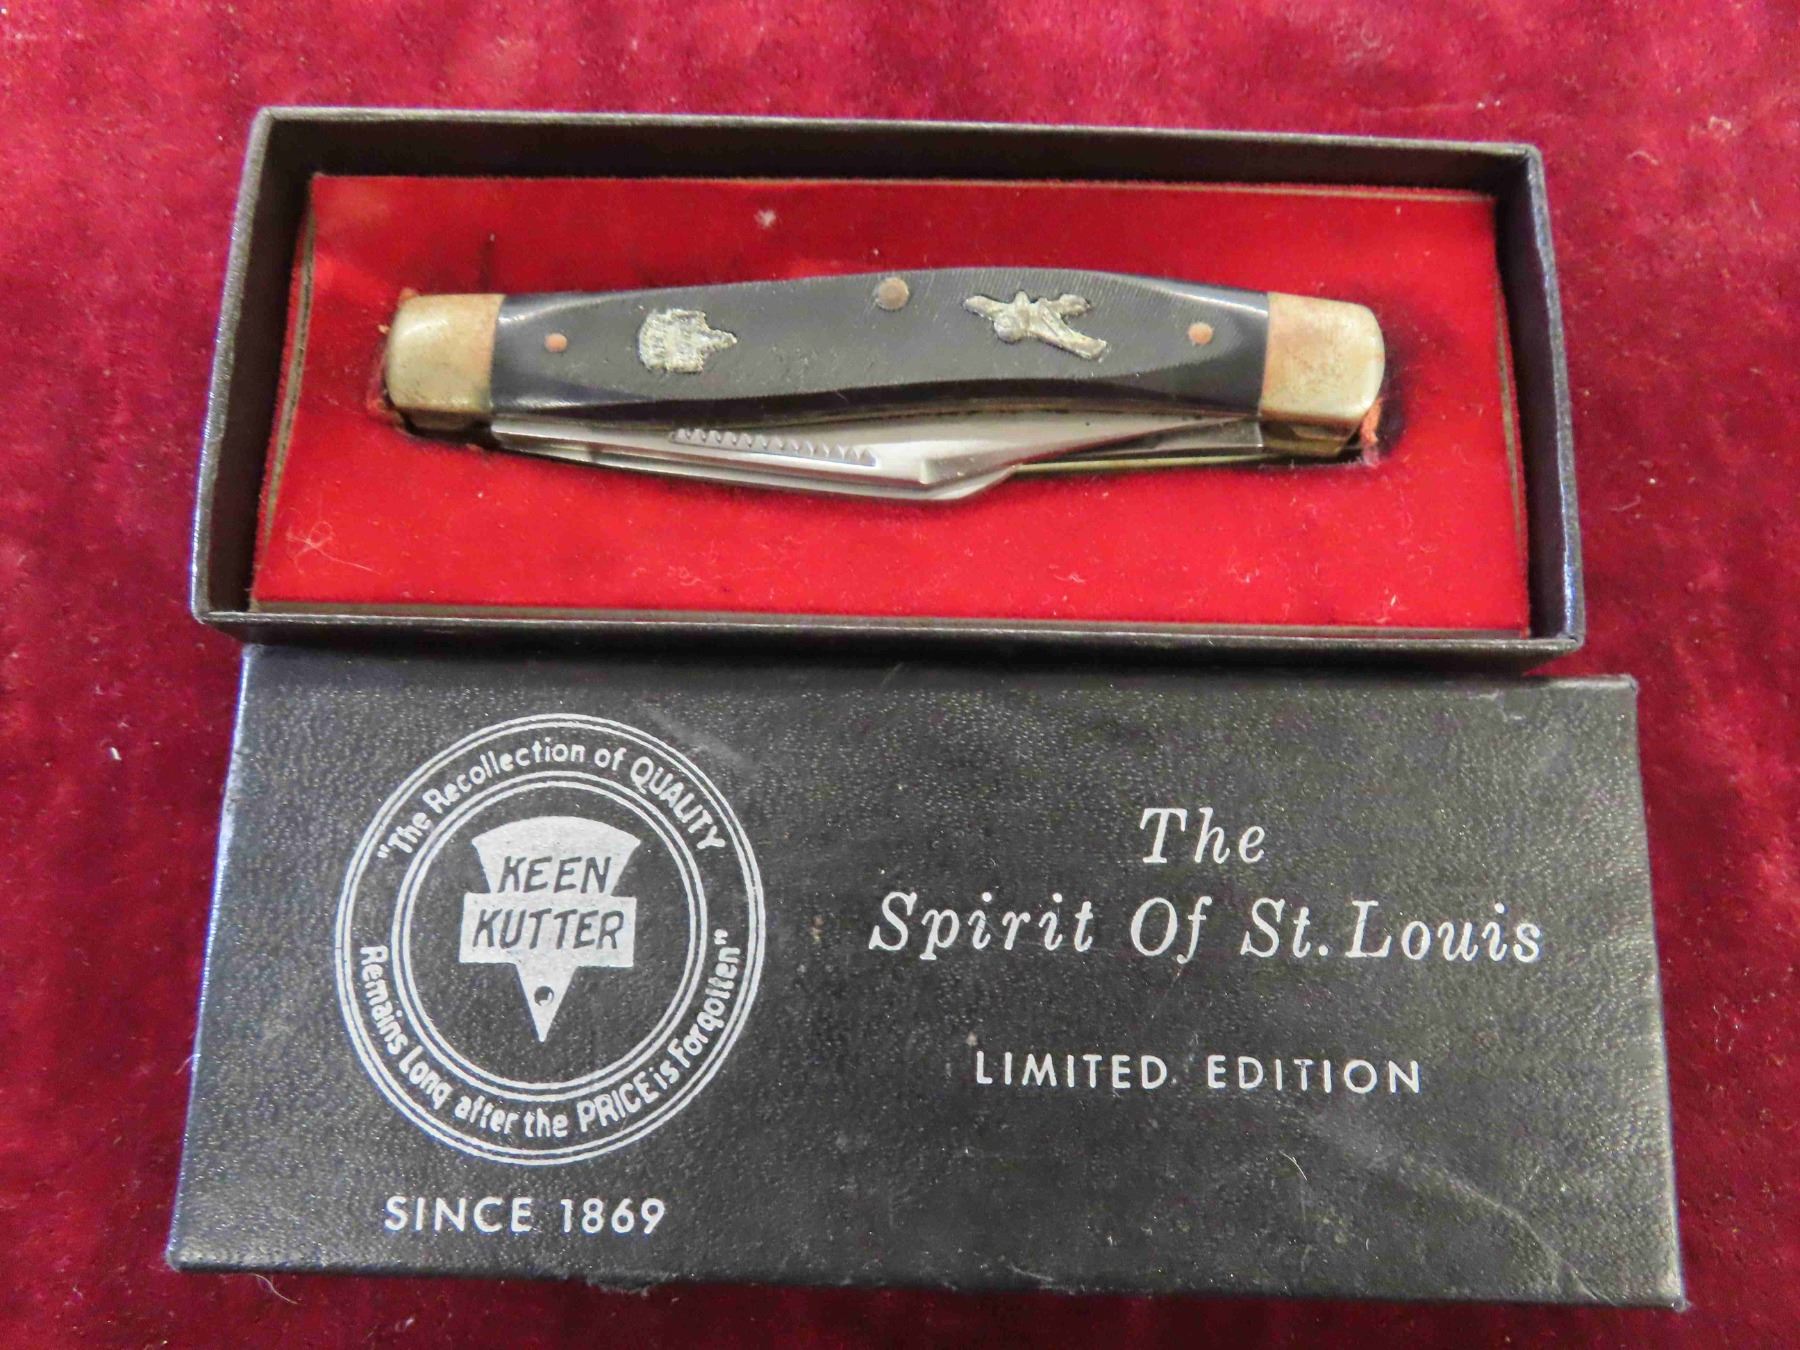 "The Recollection of QUALITY
Remains Long after the PRICE is Forgotten"
KEEN
KUTTER
SINCE 1869
The
Spirit Of St. Louis
LIMITED EDITION